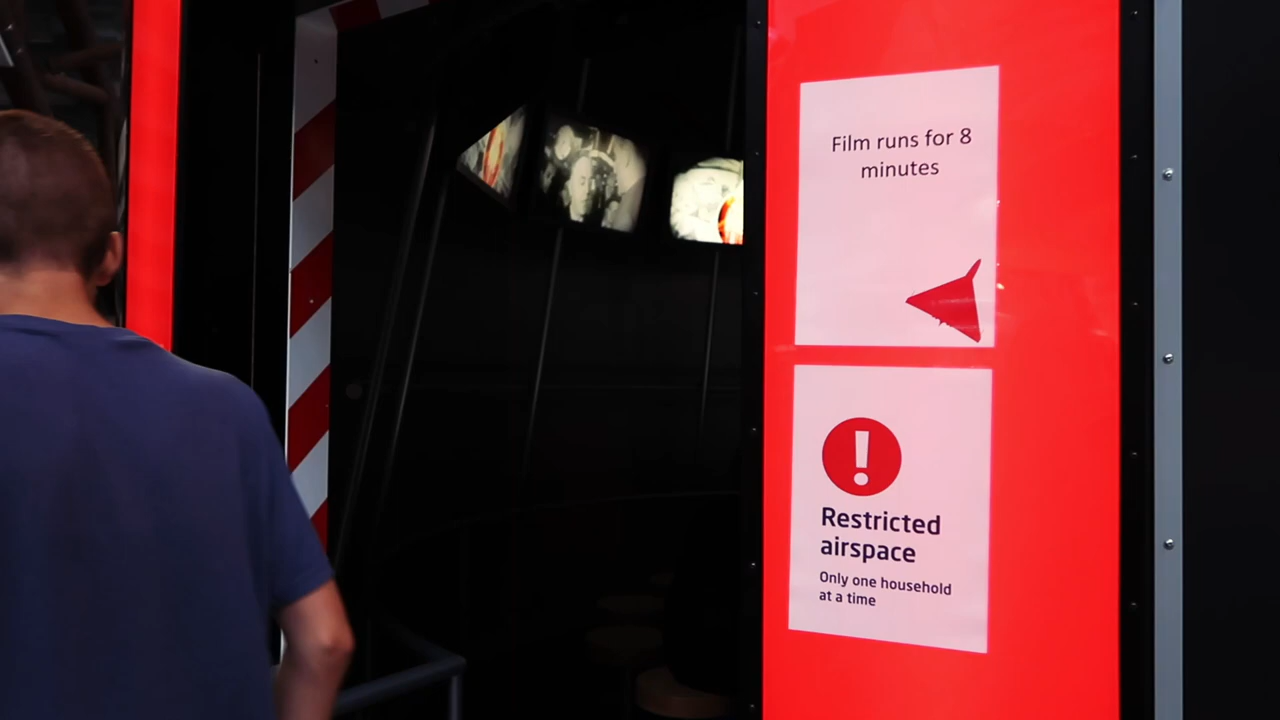 Film runs for 8
minutes
!
Restricted
airspace
Only one household
at a time